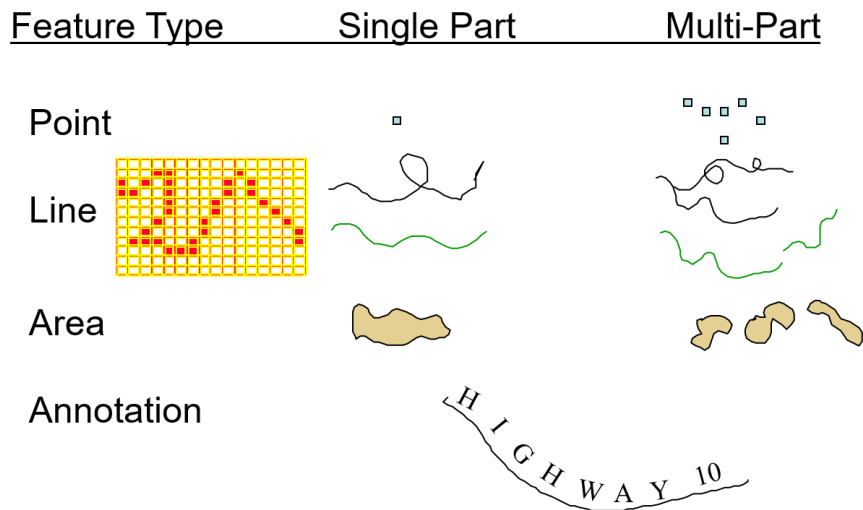 Feature Type Single Part Multi-Part
Point
Line
Area
Annotation
HIGHWAY 10